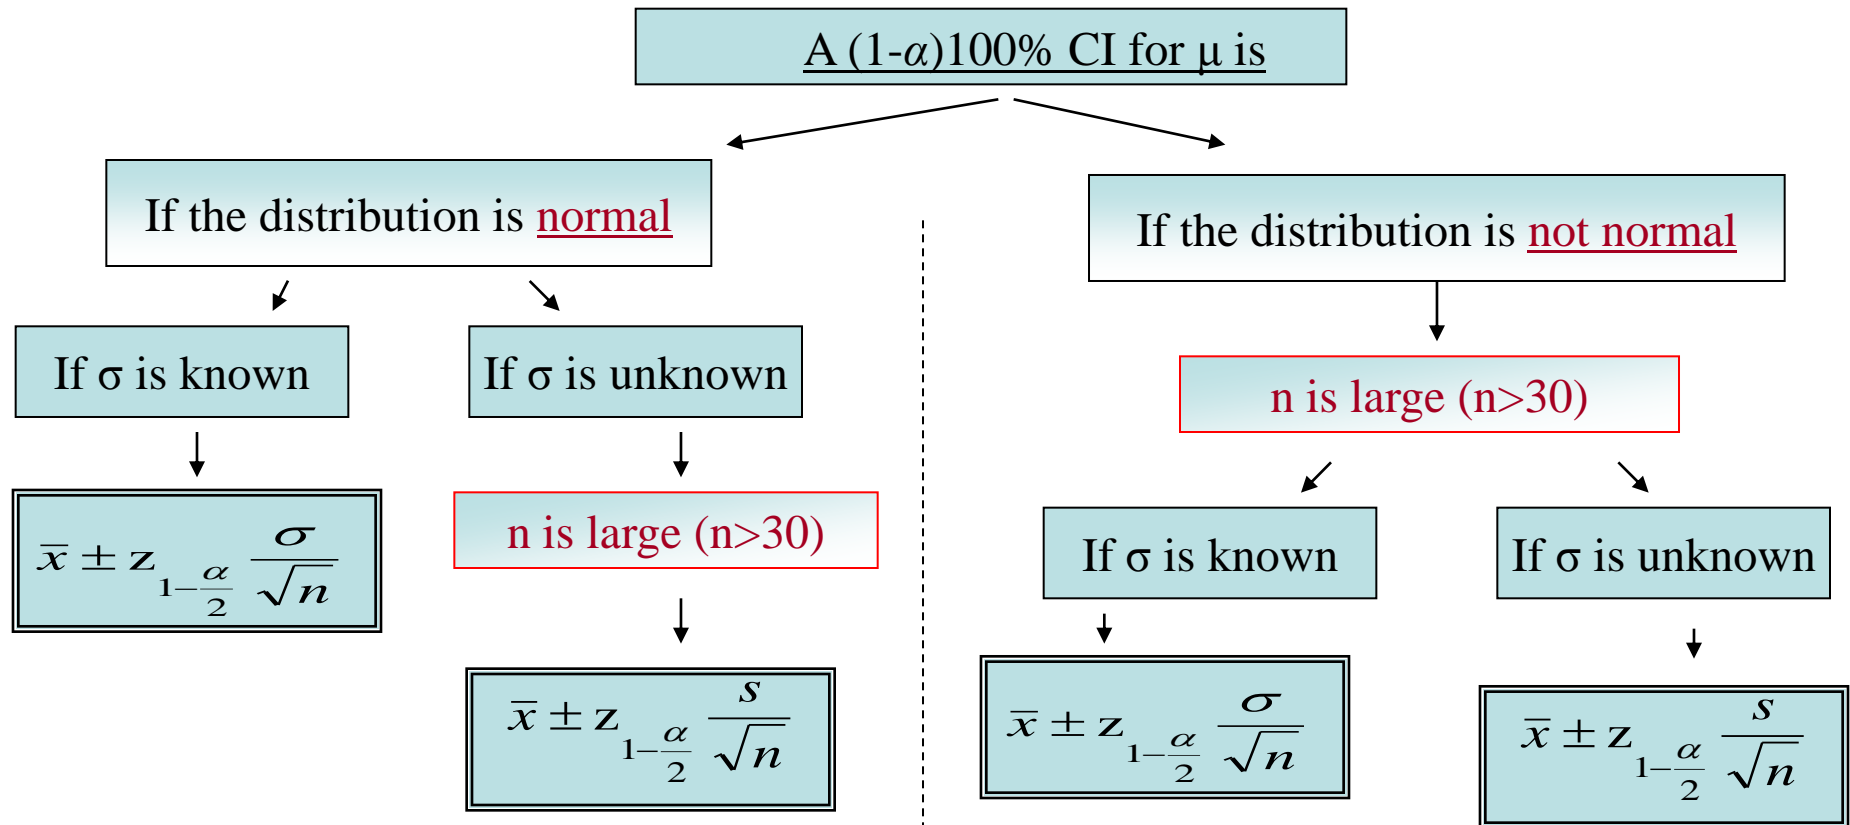 A (1-α)100% CI for μ is
If the distribution is normal
If σ is known
x̄ ± z_{1-α/2} σ/√n
If σ is unknown
n is large (n>30)
x̄ ± z_{1-α/2} s/√n
If the distribution is not normal
n is large (n>30)
If σ is known
x̄ ± z_{1-α/2} σ/√n
If σ is unknown
x̄ ± z_{1-α/2} s/√n